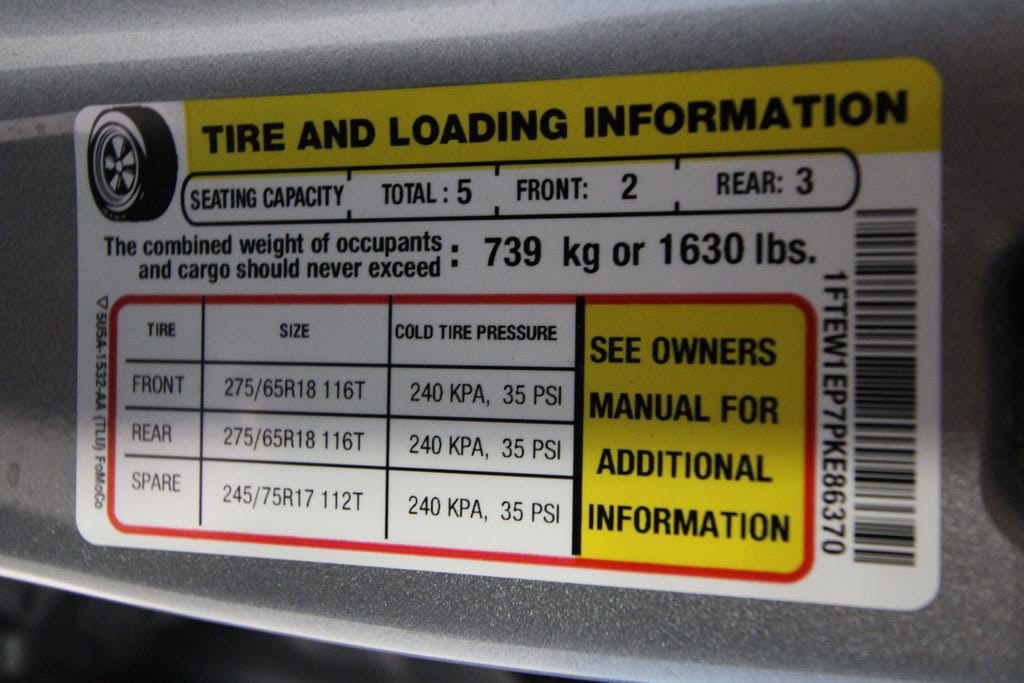 TIRE AND LOADING INFORMATION
SEATING CAPACITY TOTAL : 5 FRONT: 2 REAR: 3
The combined weight of occupants
and cargo should never exceed : 739 kg or 1630 lbs.
TIRE SIZE COLD TIRE PRESSURE
FRONT 275/65R18 116T 240 KPA, 35 PSI
REAR 275/65R18 116T 240 KPA, 35 PSI
SPARE 245/75R17 112T 240 KPA, 35 PSI
SEE OWNERS
MANUAL FOR
ADDITIONAL
INFORMATION
1FTEW1EP7PKE86370
5U5A-1532-AA (TLU) FoMoCo